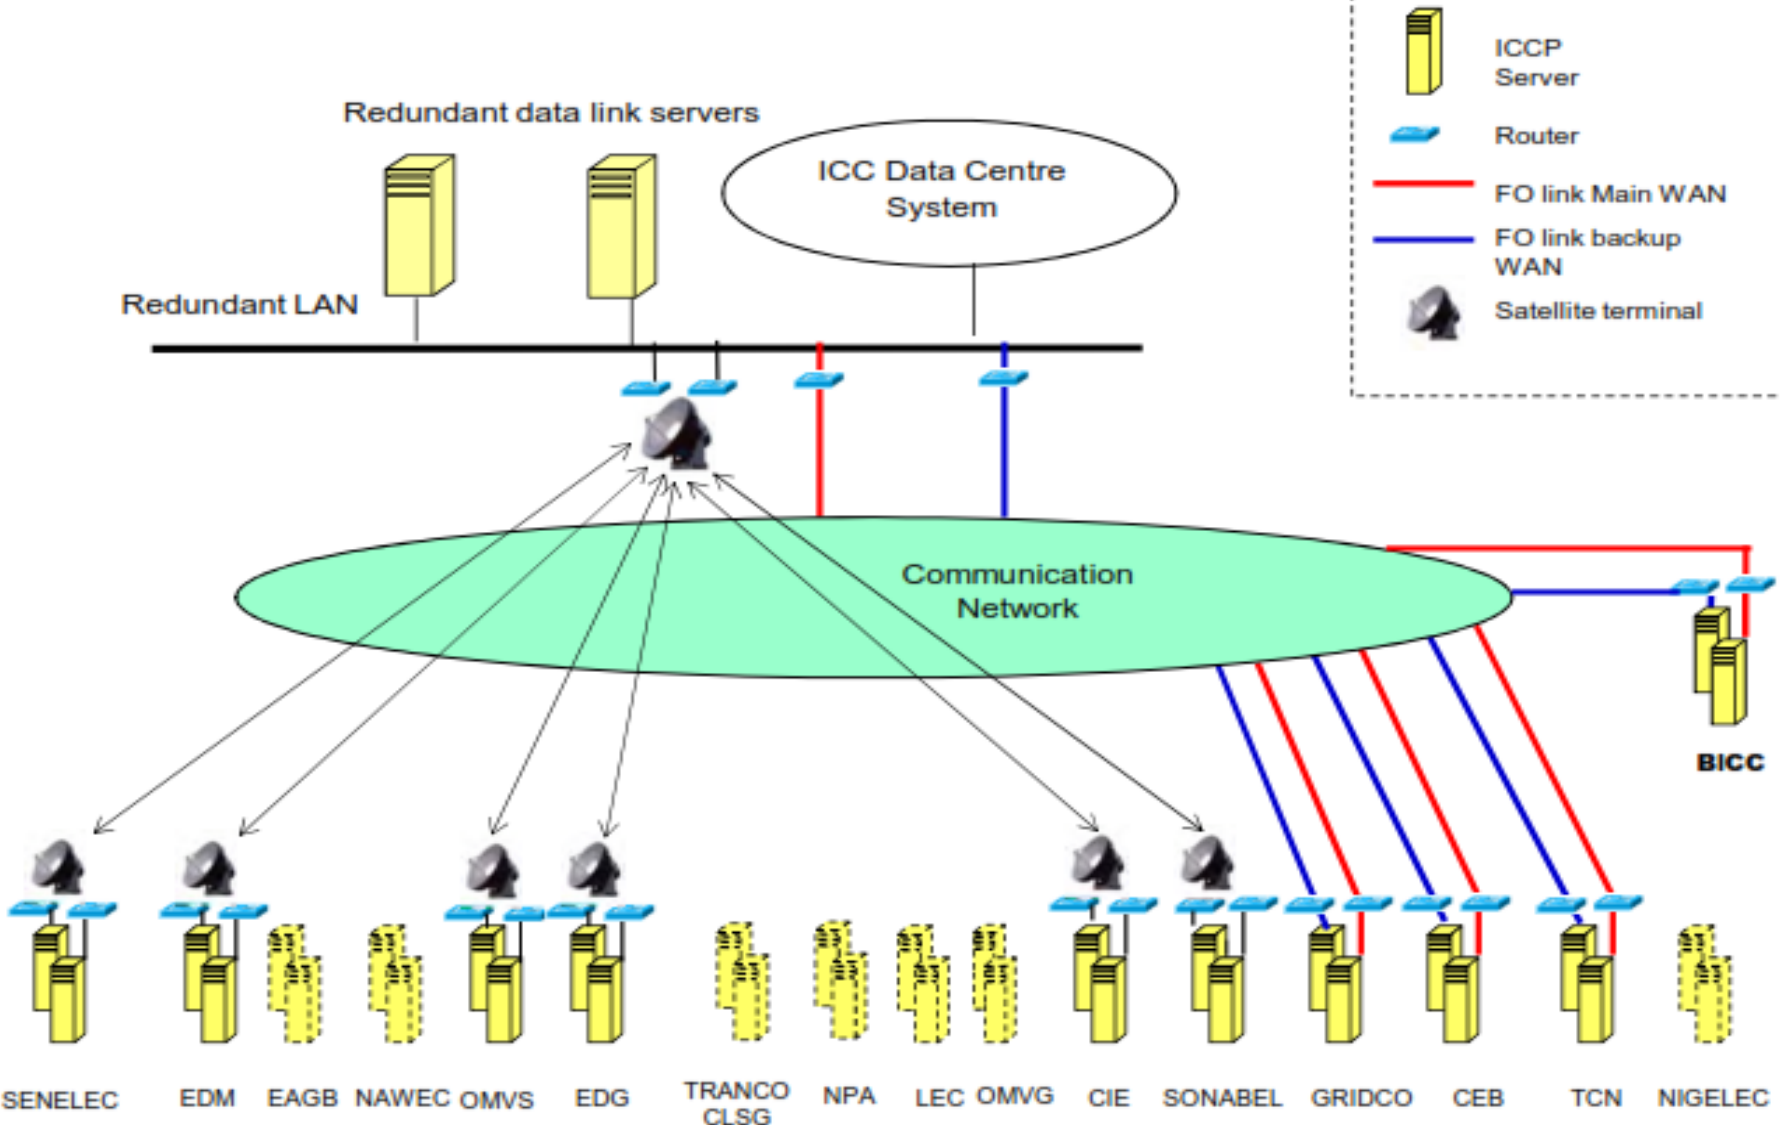 Redundant data link servers
ICC Data Centre
System
Redundant LAN
ICCP
Server
Router
FO link Main WAN
FO link backup
WAN
Satellite terminal
Communication
Network
BICC
SENELEC
EDM
EAGB
NAWEC
OMVS
EDG
TRANCO
CLSG
NPA
LEC
OMVG
CIE
SONABEL
GRIDCO
CEB
TCN
NIGELEC